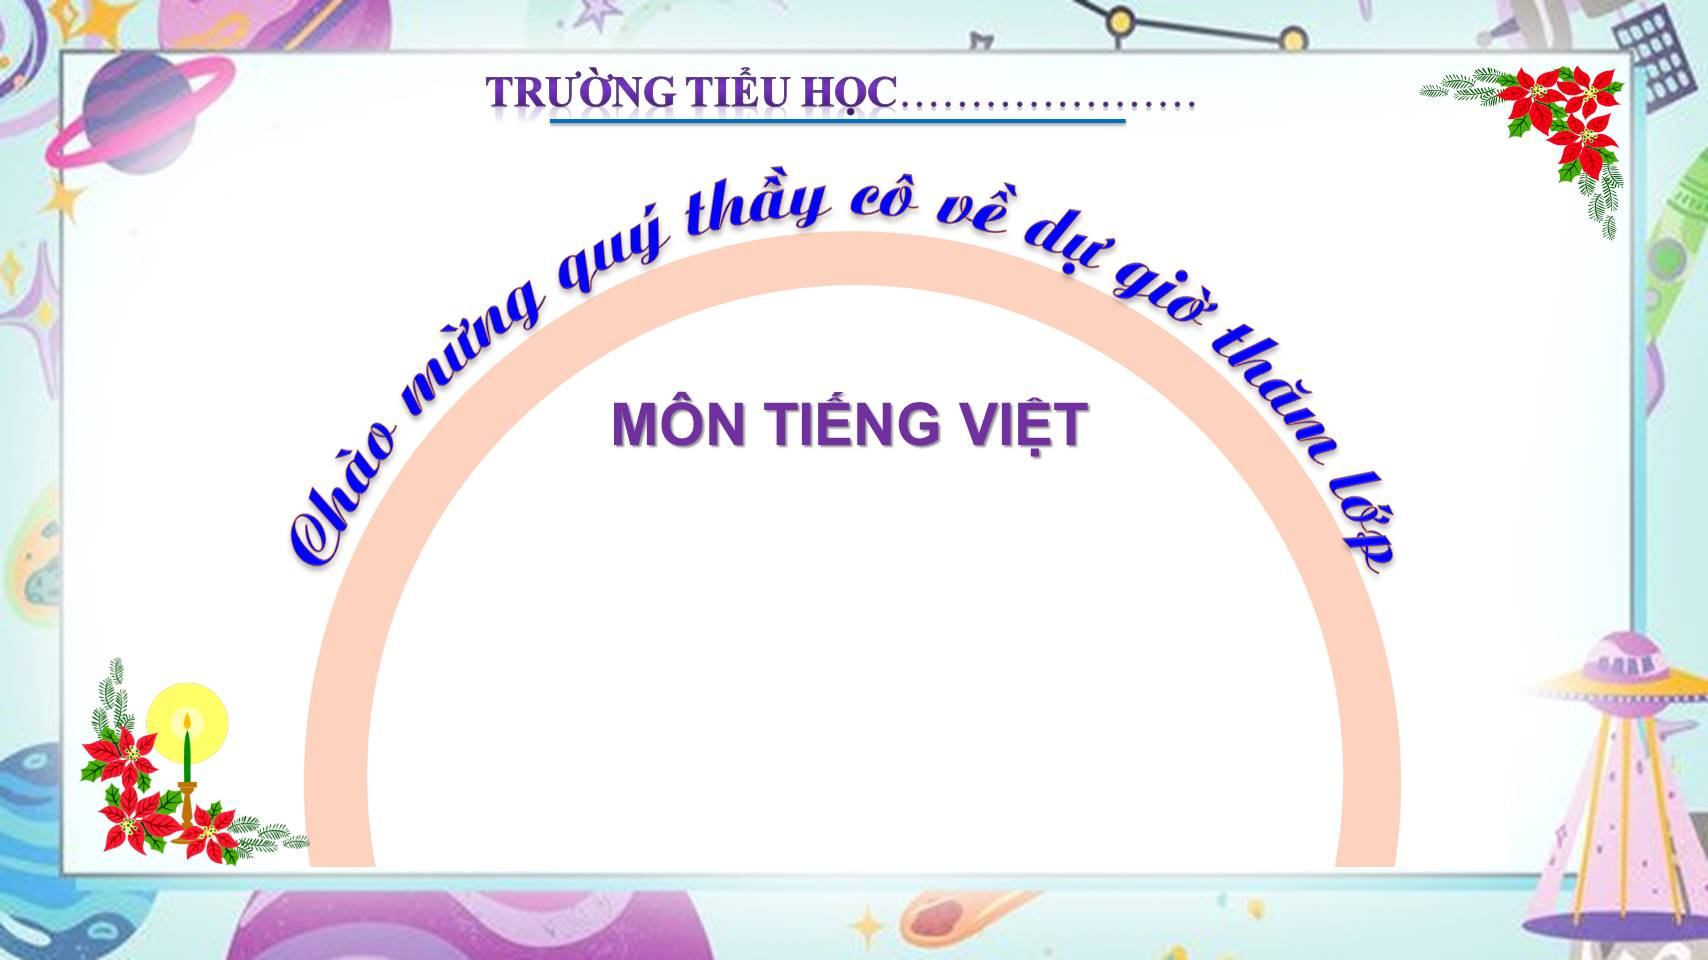 TRƯỜNG TIỂU HỌC.....................
Chào mừng quý thầy cô về dự giờ thăm lớp
MÔN TIẾNG VIỆT